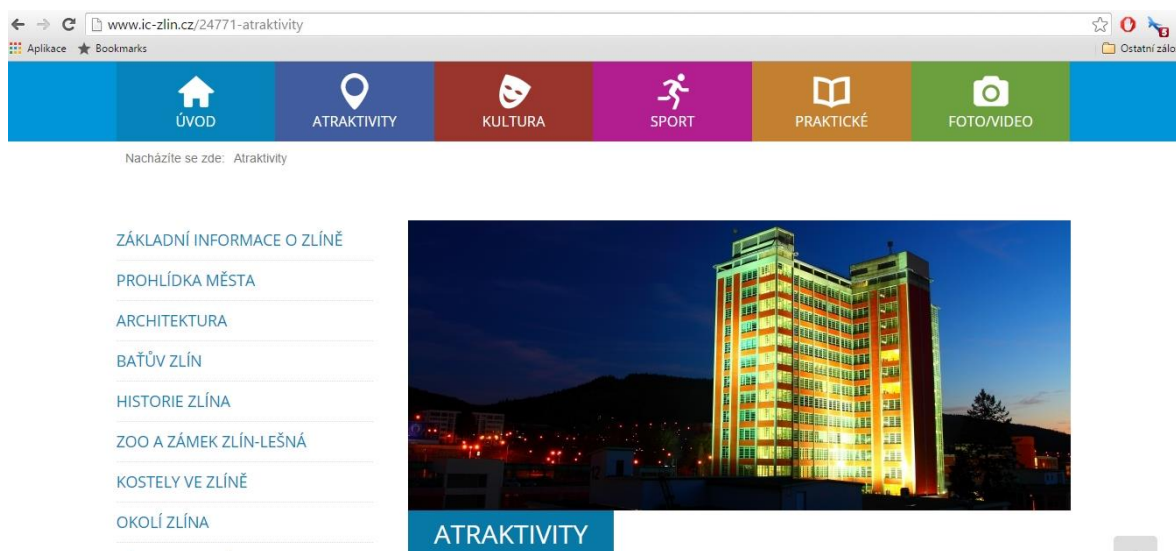 www.ic-zlin.cz/24771-atraktivity
Aplikace Bookmarks Ostatní zálo
5
ÚVOD ATRAKTIVITY KULTURA SPORT PRAKTICKÉ FOTO/VIDEO
Nacházíte se zde: Atraktivity
ZÁKLADNÍ INFORMACE O ZLÍNĚ
PROHLÍDKA MĚSTA
ARCHITEKTURA
BAŤŮV ZLÍN
HISTORIE ZLÍNA
ZOO A ZÁMEK ZLÍN-LEŠNÁ
KOSTELY VE ZLÍNĚ
OKOLÍ ZLÍNA
ATRAKTIVITY